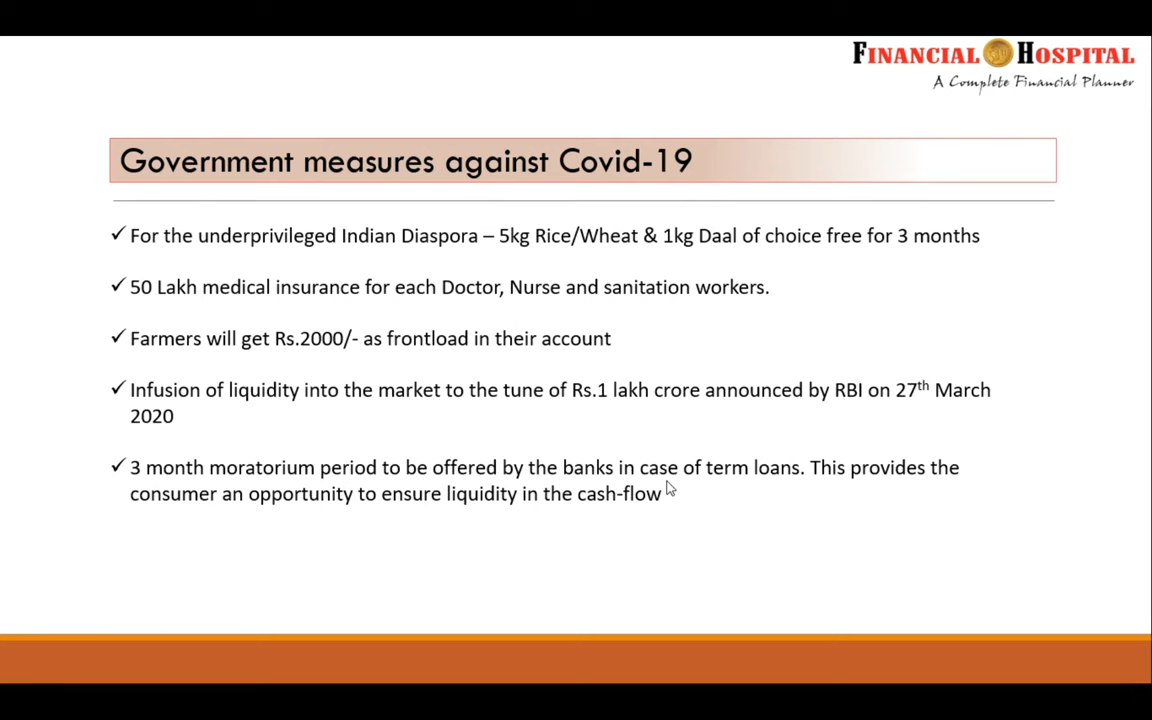 FINANCIAL HOSPITAL
A Complete Financial Planner
Government measures against Covid-19
✓ For the underprivileged Indian Diaspora – 5kg Rice/Wheat & 1kg Daal of choice free for 3 months
✓ 50 Lakh medical insurance for each Doctor, Nurse and sanitation workers.
✓ Farmers will get Rs.2000/- as frontload in their account
✓ Infusion of liquidity into the market to the tune of Rs.1 lakh crore announced by RBI on 27th March
2020
✓ 3 month moratorium period to be offered by the banks in case of term loans. This provides the
consumer an opportunity to ensure liquidity in the cash-flow